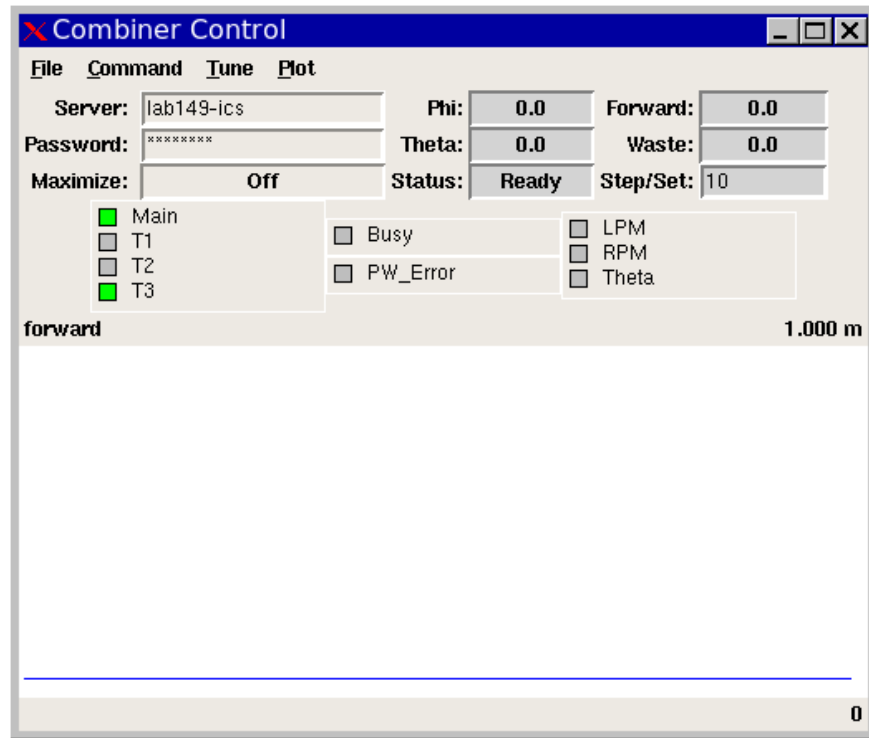 Combiner Control
File Command Tune Plot
Server: lab149-ics Phi: 0.0 Forward: 0.0
Password: ******** Theta: 0.0 Waste: 0.0
Maximize: Off Status: Ready Step/Set: 10
Main
T1
T2
T3
Busy
PW_Error
LPM
RPM
Theta
forward 1.000 m
0